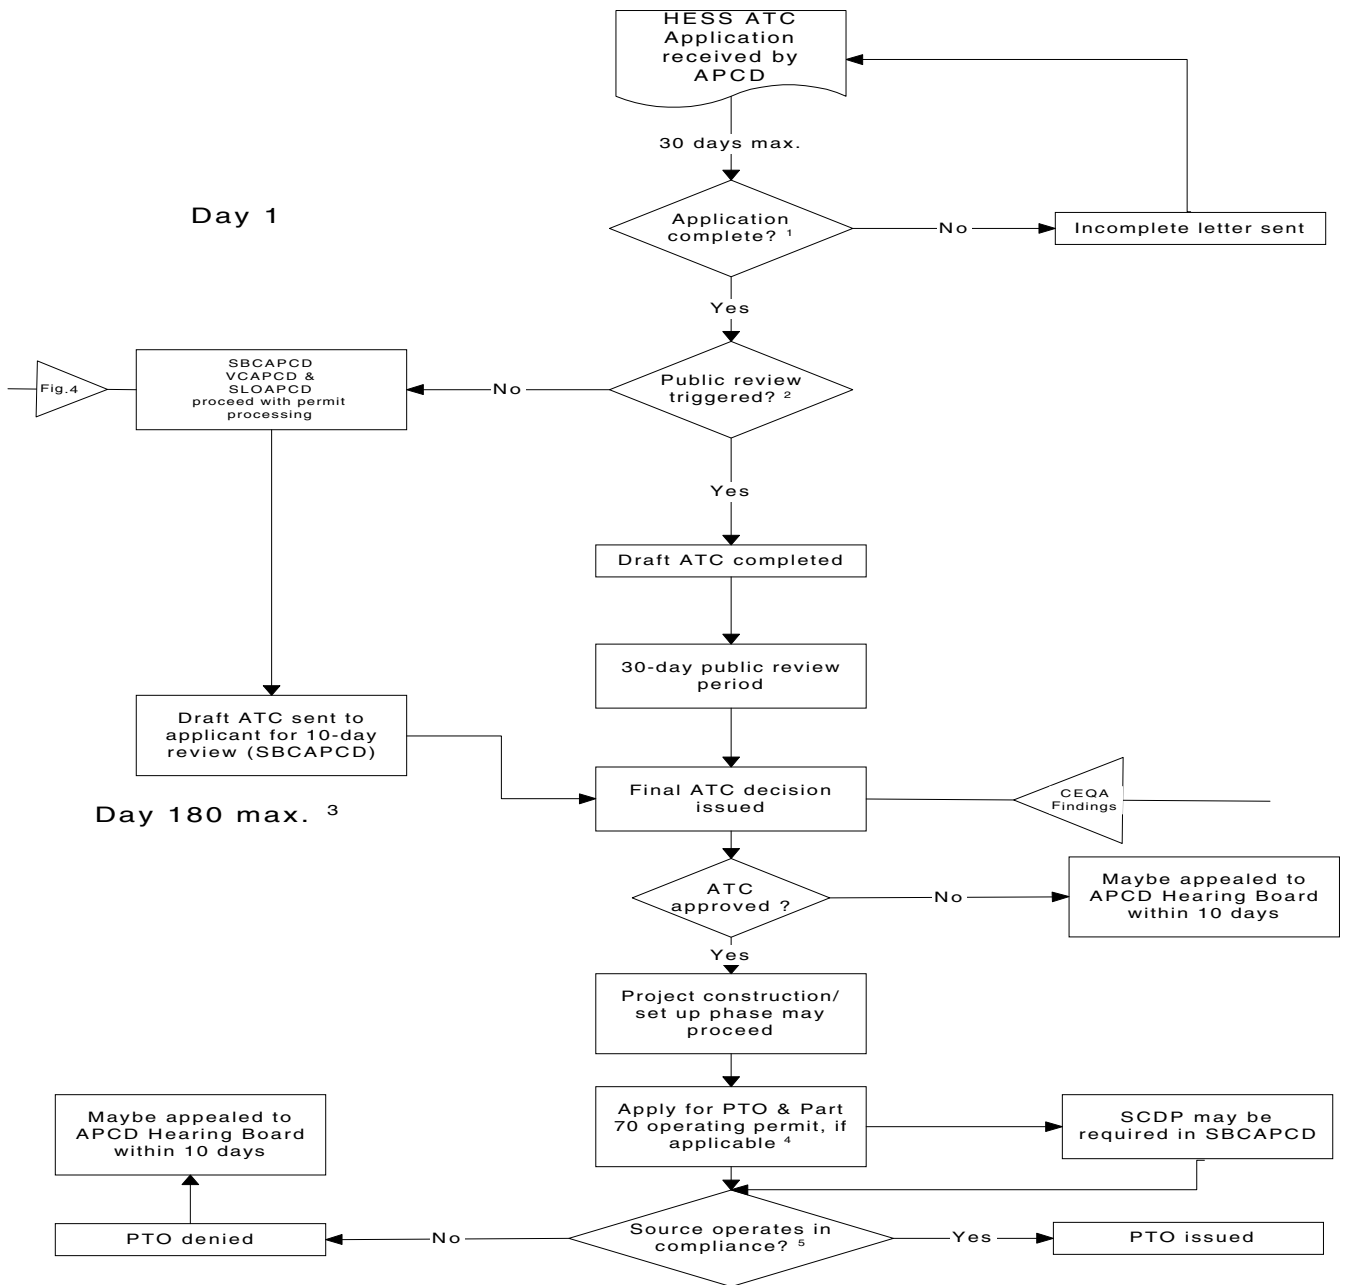 HESS ATC
Application
received by
APCD
30 days max.
Day 1
Application
complete? 1
No
Incomplete letter sent
Yes
Fig.4
SBCAPCD
VCAPCD &
SLOAPCD
proceed with permit
processing
No
Public review
triggered? 2
Yes
Draft ATC completed
30-day public review
period
Draft ATC sent to
applicant for 10-day
review (SBCAPCD)
Day 180 max. 3
Final ATC decision
issued
CEQA
Findings
ATC
approved ?
No
Maybe appealed to
APCD Hearing Board
within 10 days
Yes
Project construction/
set up phase may
proceed
Apply for PTO & Part
70 operating permit, if
applicable 4
SCDP may be
required in SBCAPCD
Maybe appealed to
APCD Hearing Board
within 10 days
PTO denied
No
Source operates in
compliance? 5
Yes
PTO issued